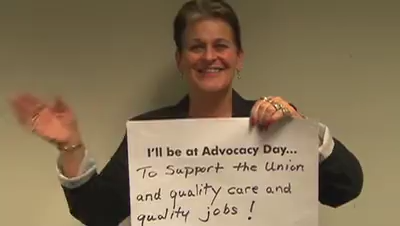 I'll be at Advocacy Day...
To Support the Union
and quality care and
quality jobs!